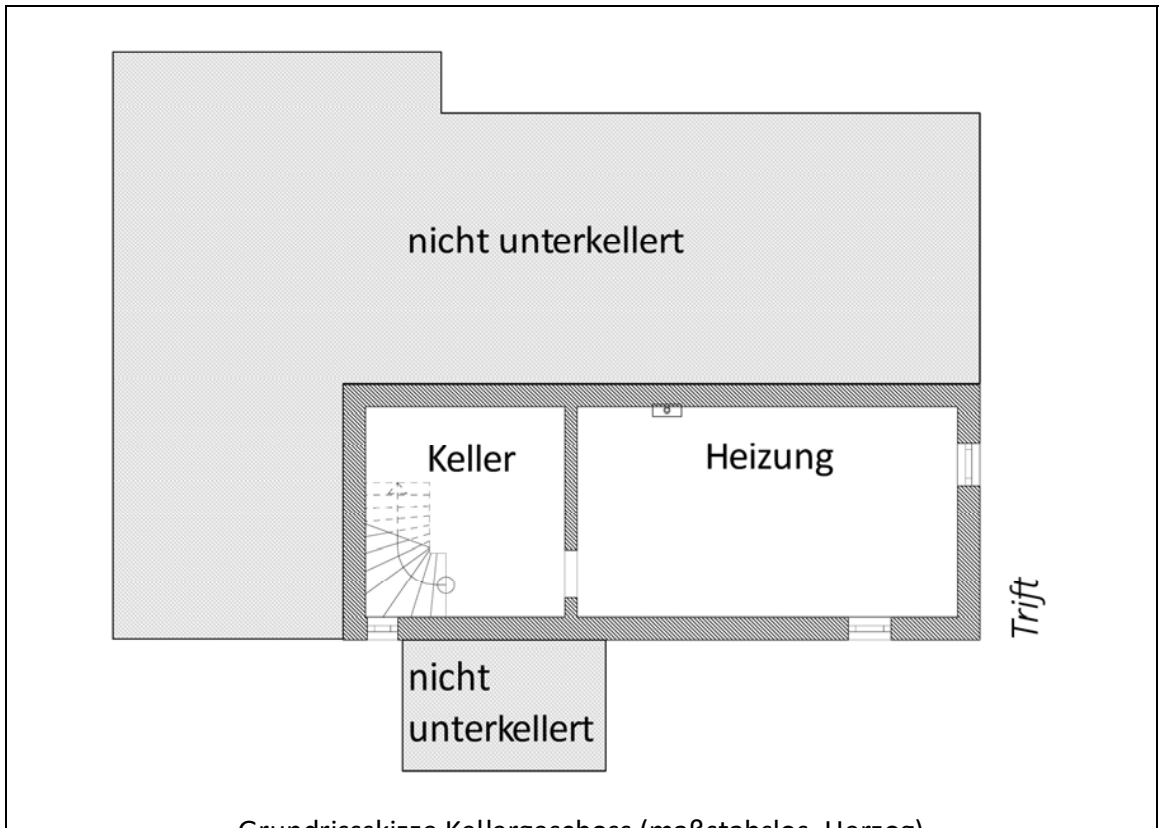 nicht unterkellert
Keller
Heizung
Trift
nicht
unterkellert
Grundrissskizze Kellergeschoss (maßstabslos, Herzog)